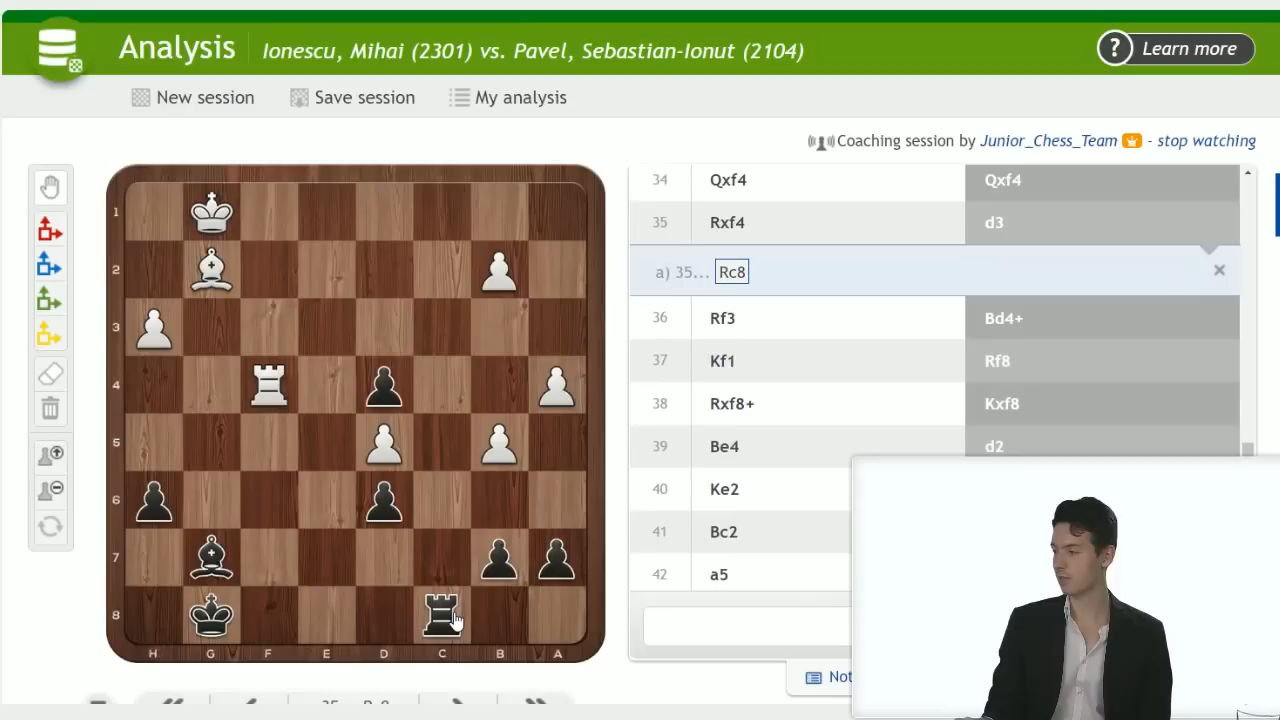 Analysis
Ionescu, Mihai (2301) vs. Pavel, Sebastian-Ionut (2104)
? Learn more
New session Save session My analysis
Coaching session by Junior_Chess_Team - stop watching
34 Qxf4 Qxf4
35 Rxf4 d3
a) 35... Rc8 ×
36 Rf3 Bd4+
37 Kf1 Rf8
38 Rxf8+ Kxf8
39 Be4 d2
40 Ke2
41 Bc2
42 a5
1
2
3
4
5
6
7
8
H G F E D C B A